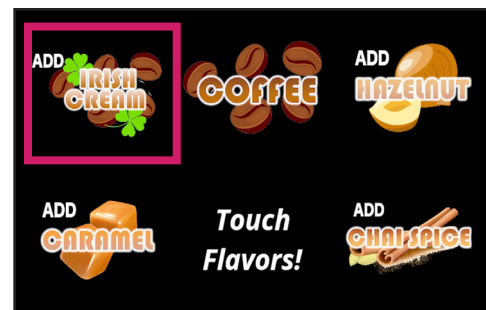 ADD
IRISH
CREAM
COFFEE
ADD
HAZELNUT
ADD
CARAMEL
Touch
Flavors!
ADD
CHAI SPICE